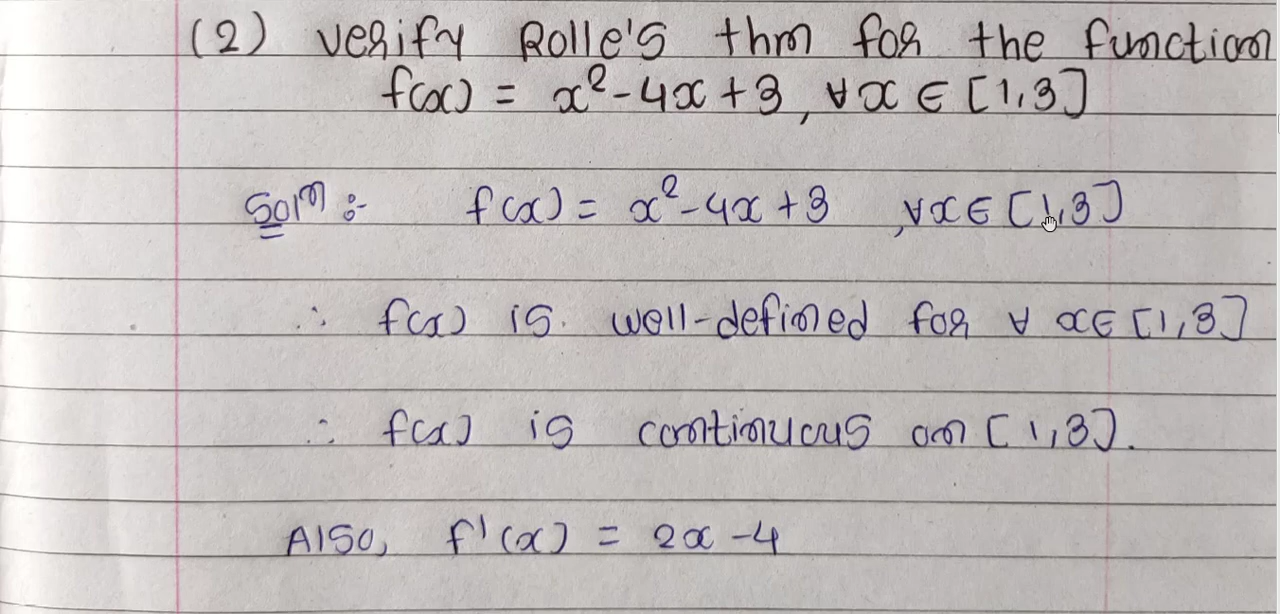 (2) Verify Rolle's thm for the function
f(x) = x² - 4x + 3, ∀x ∈ [1,3]
Solⁿ :- f(x) = x² - 4x + 3 , ∀x ∈ [1,3]
∴ f(x) is well-defined for ∀ x ∈ [1,3]
∴ f(x) is continuous on [1,3].
Also, f'(x) = 2x - 4